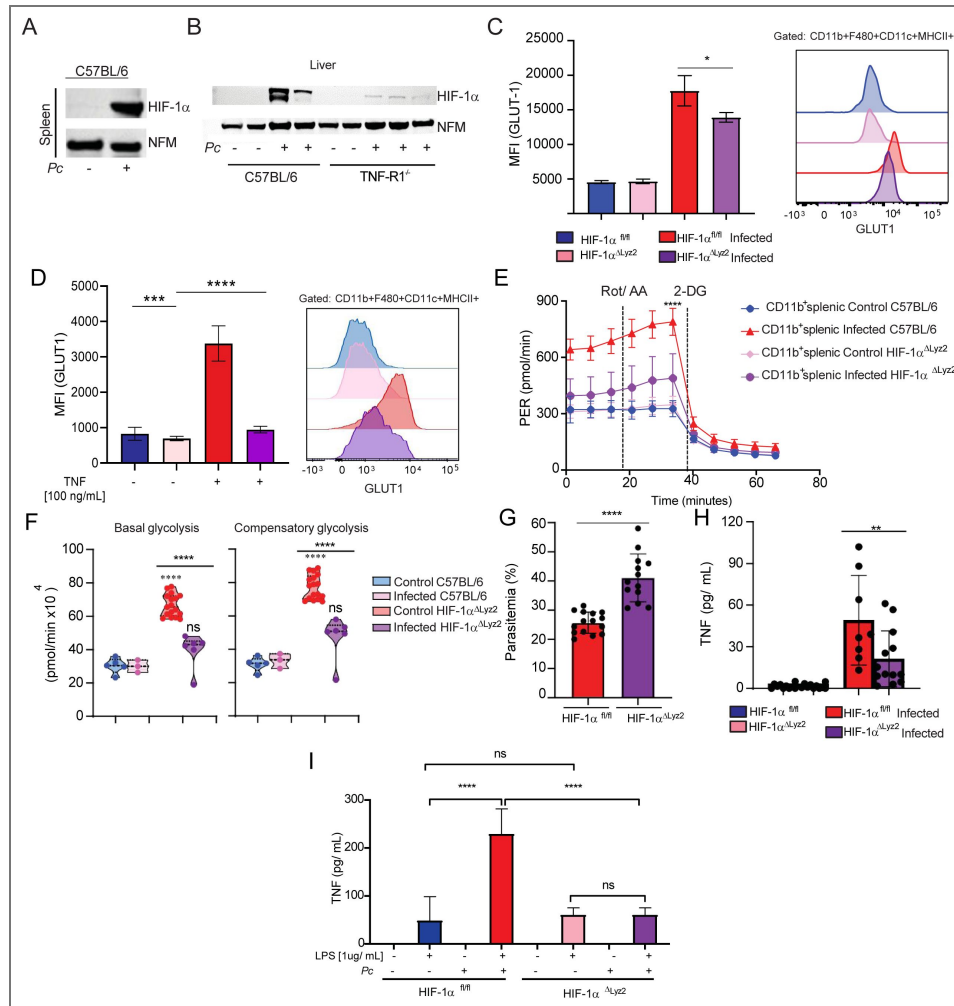 A
C57BL/6
Spleen
HIF-1α
NFM
Pc - +
B
Liver
HIF-1α
NFM
Pc - - + + - - + + +
C57BL/6 TNF-R1-/-
C
MFI (GLUT-1)
25000
20000
15000
10000
5000
0
*
HIF-1α fl/fl
HIF-1α ΔLyz2
HIF-1α fl/fl Infected
HIF-1α ΔLyz2 Infected
Gated: CD11b+F480+CD11c+MHCII+
-10³ 10³ 10⁴ 10⁵
GLUT1
D
MFI (GLUT1)
5000
4000
3000
2000
1000
0
*** ****
TNF - - + +
[100 ng/mL]
Gated: CD11b+F480+CD11c+MHCII+
-10³ 10³ 10⁴ 10⁵
GLUT1
E
Rot/ AA 2-DG
****
PER (pmol/min)
900
600
300
0
0 20 40 60 80
Time (minutes)
CD11b+splenic Control C57BL/6
CD11b+splenic Infected C57BL/6
CD11b+splenic Control HIF-1α ΔLyz2
CD11b+splenic Infected HIF-1α ΔLyz2
F
Basal glycolysis Compensatory glycolysis
(pmol/min x10⁴)
100
80
60
40
20
0
****
****
ns
****
****
ns
Control C57BL/6
Infected C57BL/6
Control HIF-1α ΔLyz2
Infected HIF-1α ΔLyz2
G
****
Parasitemia (%)
60
50
40
30
20
10
0
HIF-1α fl/fl HIF-1α ΔLyz2
H
**
TNF (pg/ mL)
120
90
60
30
0
HIF-1α fl/fl
HIF-1α ΔLyz2
HIF-1α fl/fl Infected
HIF-1α ΔLyz2 Infected
I
ns
**** ****
ns
TNF (pg/ mL)
300
200
100
0
LPS [1ug/ mL] - + - + - + - +
Pc - - + + - - + +
HIF-1α fl/fl HIF-1α ΔLyz2